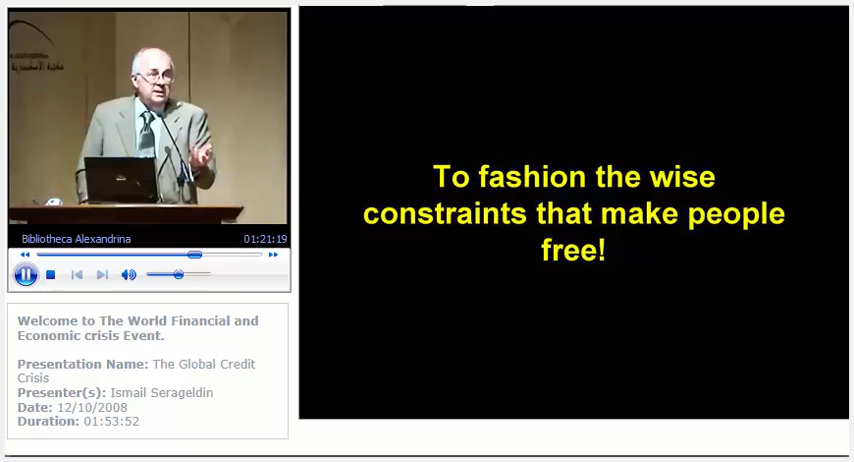 Bibliotheca Alexandrina
01:21:19
Welcome to The World Financial and
Economic crisis Event.
Presentation Name: The Global Credit
Crisis
Presenter(s): Ismail Serageldin
Date: 12/10/2008
Duration: 01:53:52
To fashion the wise
constraints that make people
free!